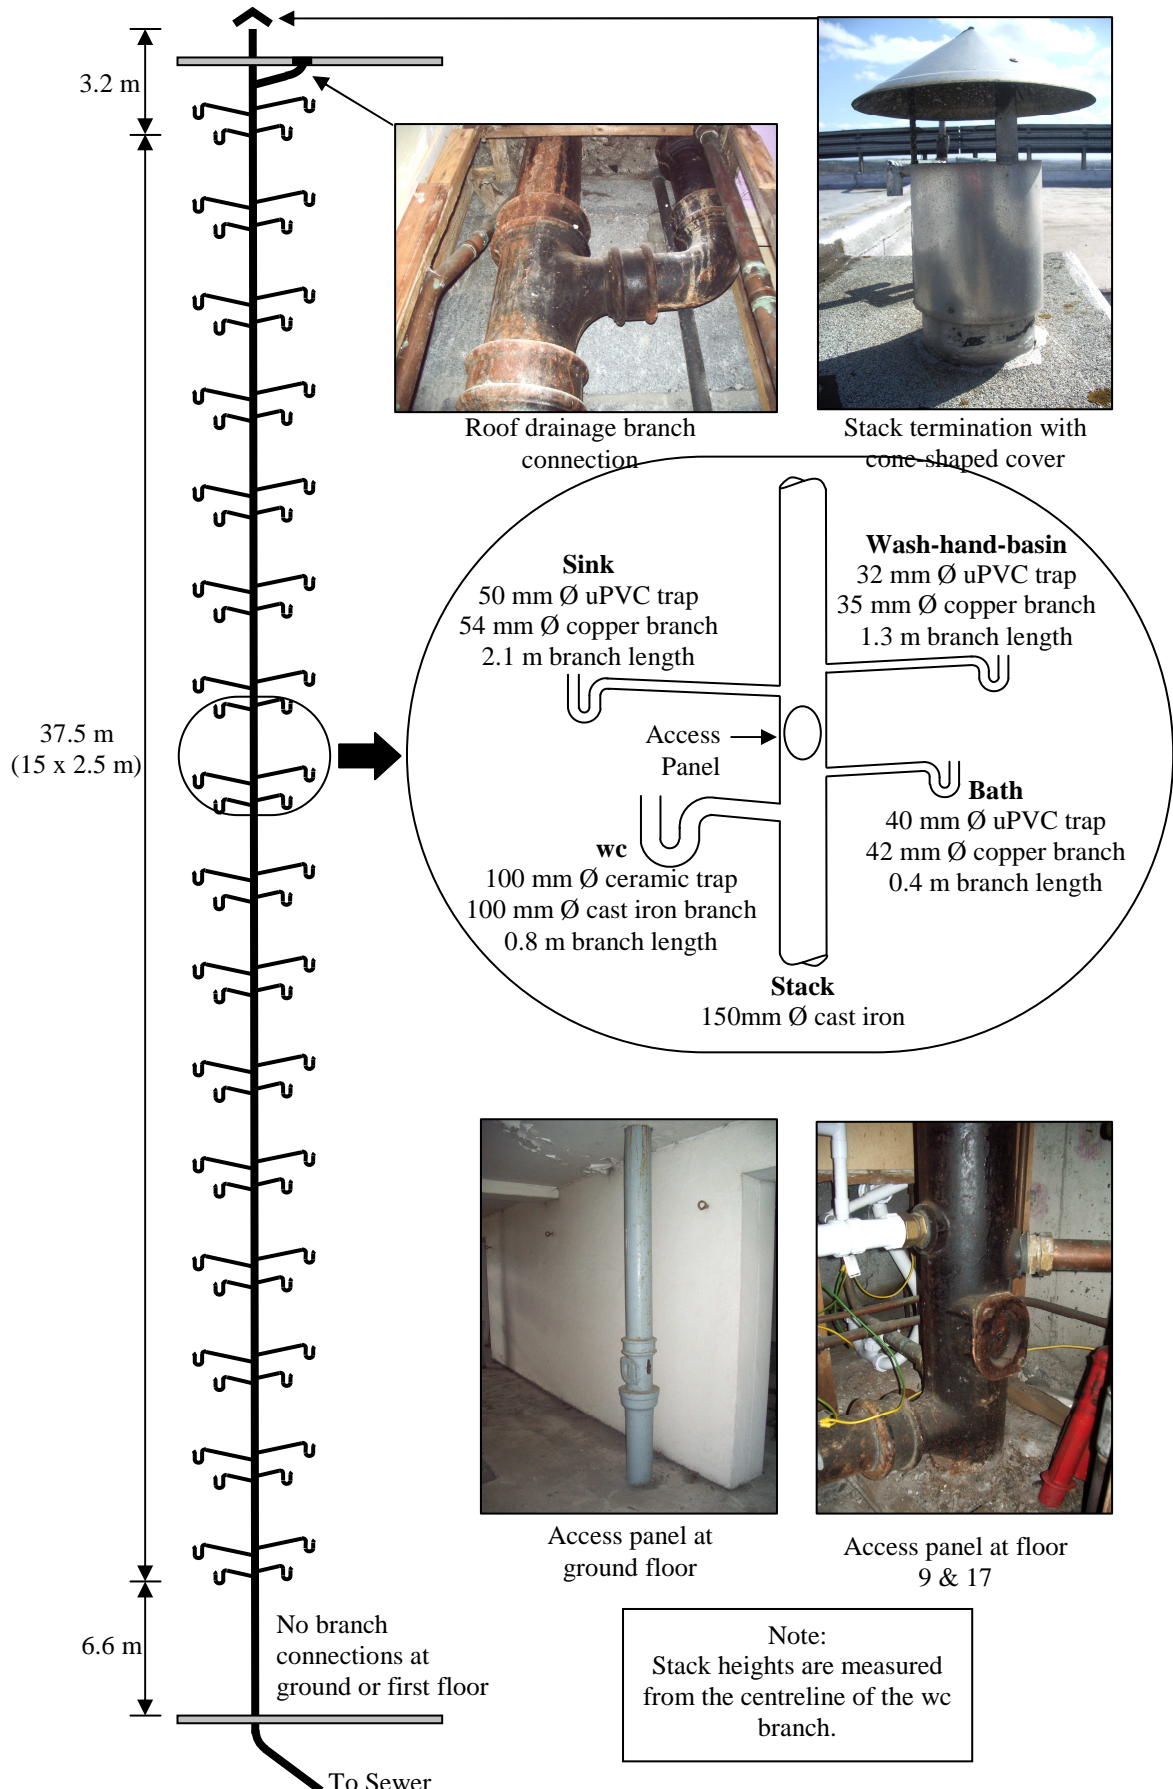 3.2 m
Roof drainage branch
connection
Stack termination with
cone-shaped cover
Sink
50 mm Ø uPVC trap
54 mm Ø copper branch
2.1 m branch length
Wash-hand-basin
32 mm Ø uPVC trap
35 mm Ø copper branch
1.3 m branch length
37.5 m
(15 x 2.5 m)
Access
Panel
wc
100 mm Ø ceramic trap
100 mm Ø cast iron branch
0.8 m branch length
Bath
40 mm Ø uPVC trap
42 mm Ø copper branch
0.4 m branch length
Stack
150mm Ø cast iron
Access panel at
ground floor
Access panel at floor
9 & 17
6.6 m
No branch
connections at
ground or first floor
Note:
Stack heights are measured
from the centreline of the wc
branch.
To Sewer